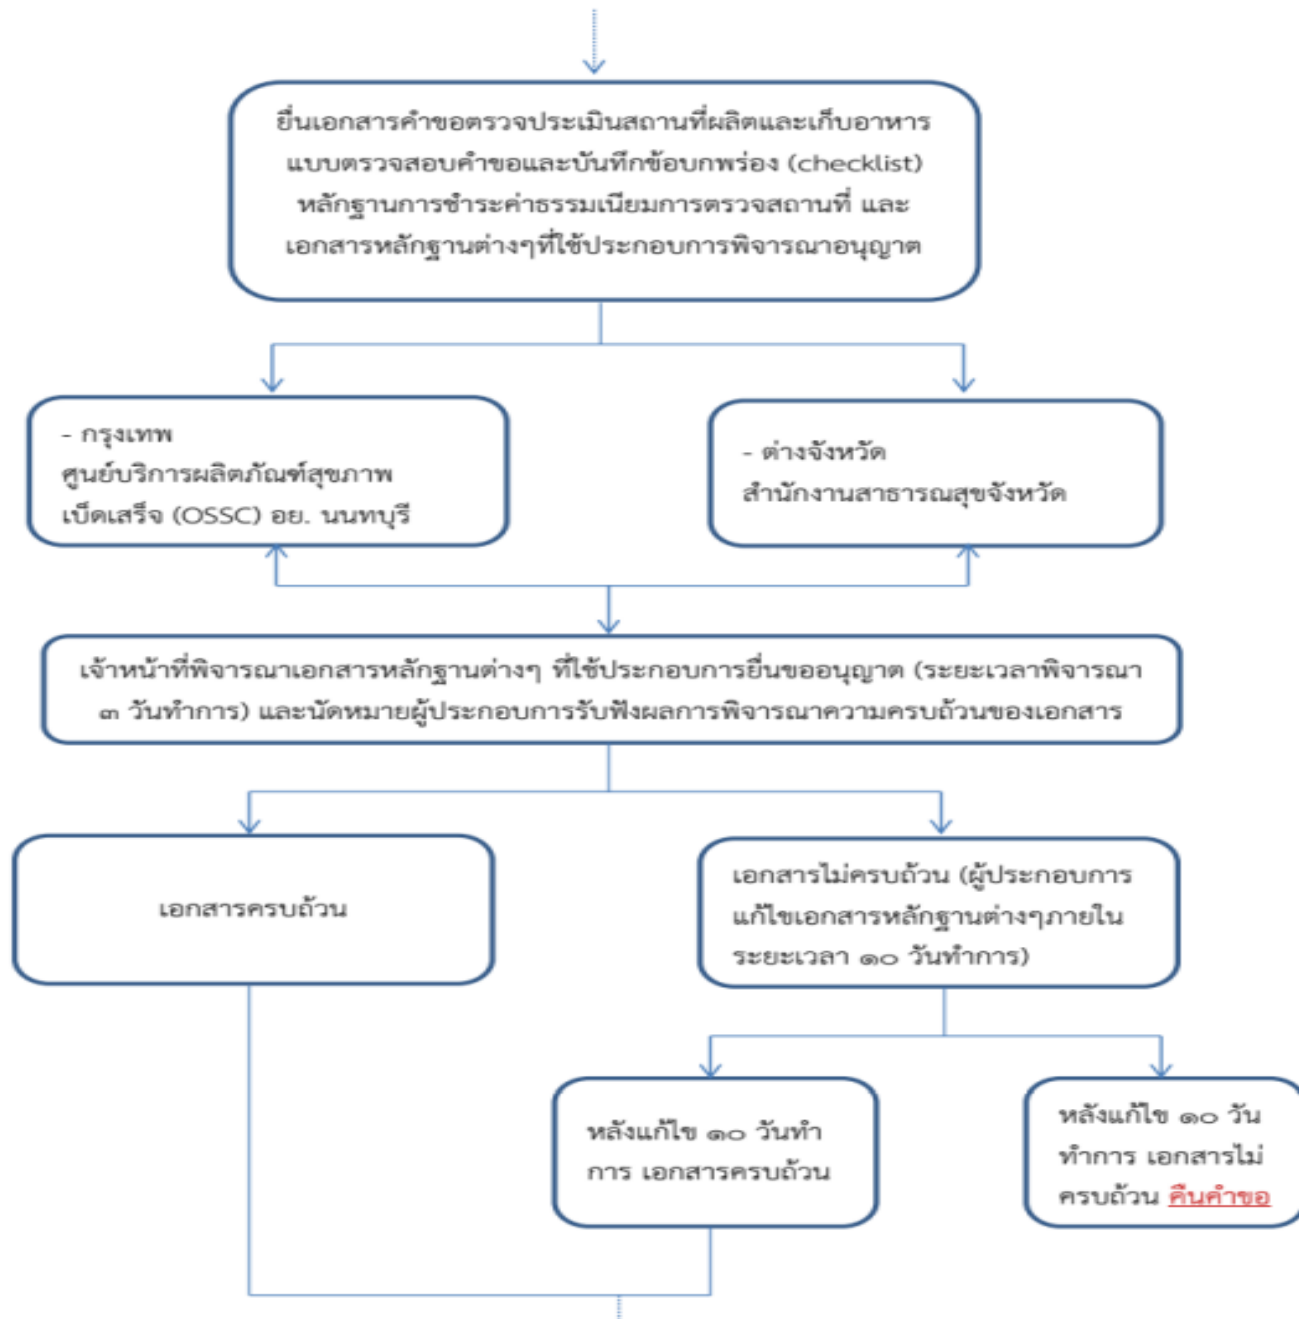 ยื่นเอกสารคำขอตรวจประเมินสถานที่ผลิตและเก็บอาหาร
แบบตรวจสอบคำขอและบันทึกข้อบกพร่อง (checklist)
หลักฐานการชำระค่าธรรมเนียมการตรวจสถานที่ และ
เอกสารหลักฐานต่างๆที่ใช้ประกอบการพิจารณาอนุญาต
- กรุงเทพ
ศูนย์บริการผลิตภัณฑ์สุขภาพ
เบ็ดเสร็จ (OSSC) อย. นนทบุรี
- ต่างจังหวัด
สำนักงานสาธารณสุขจังหวัด
เจ้าหน้าที่พิจารณาเอกสารหลักฐานต่างๆ ที่ใช้ประกอบการยื่นขออนุญาต (ระยะเวลาพิจารณา
๓ วันทำการ) และนัดหมายผู้ประกอบการรับฟังผลการพิจารณาความครบถ้วนของเอกสาร
เอกสารครบถ้วน
เอกสารไม่ครบถ้วน (ผู้ประกอบการ
แก้ไขเอกสารหลักฐานต่างๆภายใน
ระยะเวลา ๑๐ วันทำการ)
หลังแก้ไข ๑๐ วันทำ
การ เอกสารครบถ้วน
หลังแก้ไข ๑๐ วัน
ทำการ เอกสารไม่
ครบถ้วน คืนคำขอ